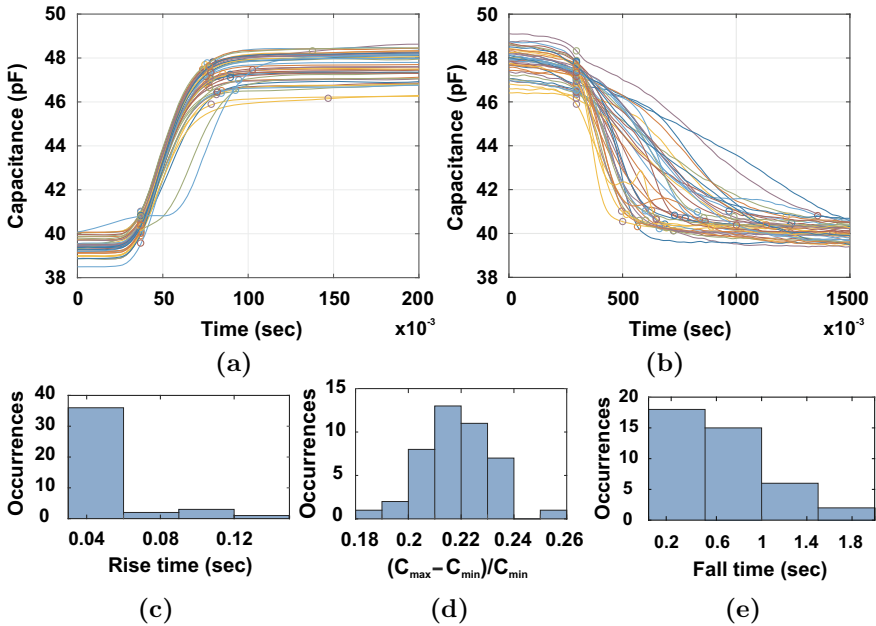 50
48
46
44
42
40
38
Capacitance (pF)
0
50
100
150
200
Time (sec)
x10⁻³
(a)
50
48
46
44
42
40
38
Capacitance (pF)
0
500
1000
1500
Time (sec)
x10⁻³
(b)
40
30
20
10
0
Occurrences
0.04
0.08
0.12
Rise time (sec)
(c)
15
10
5
0
Occurrences
0.18
0.2
0.22
0.24
0.26
(Cmax−Cmin)/Cmin
(d)
20
15
10
5
0
Occurrences
0.2
0.6
1
1.4
1.8
Fall time (sec)
(e)